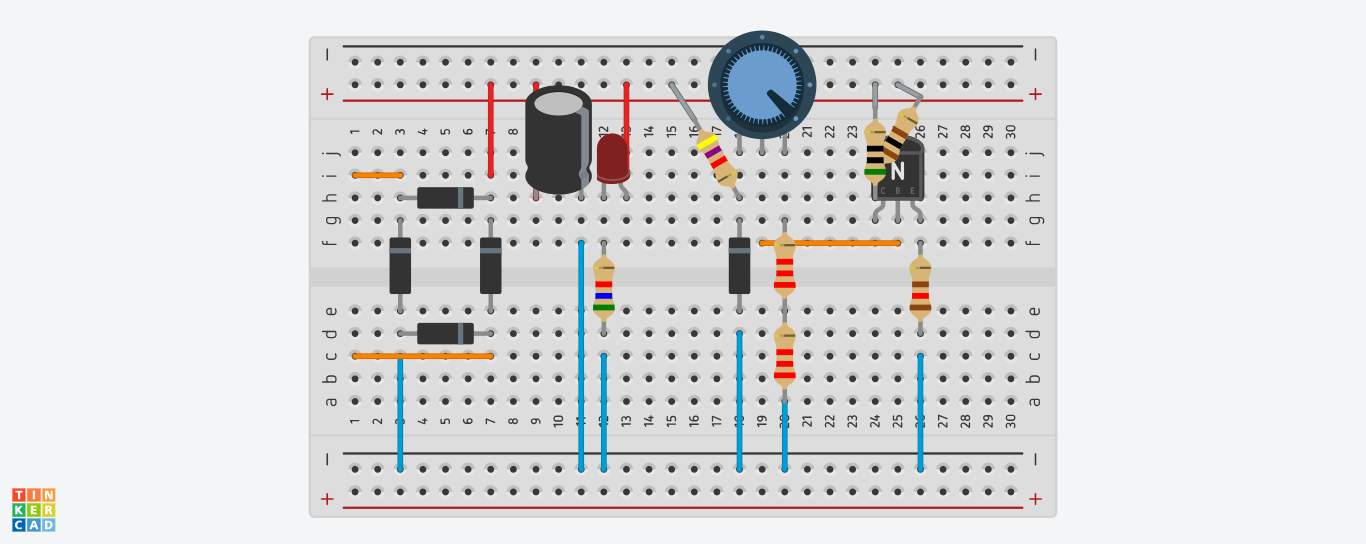 − −
+ +
1 2 3 4 5 6 7 8 9 10 12 13 14 15 16 17 21 22 23 24 26 27 28 29 30
j j
i i
h h
g g
f f
N
C B E
e e
d d
c c
b b
a a
1 2 3 4 5 6 7 8 9 10 11 12 13 14 15 16 17 18 19 20 21 22 23 24 25 26 27 28 29 30
− −
+ +
TIN
KER
CAD